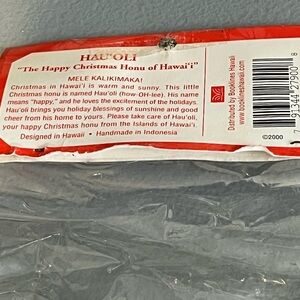 HAU'OLI
"The Happy Christmas Honu of Hawai'i"
MELE KALIKIMAKA!
Christmas in Hawai'i is warm and sunny. This little
Christmas honu is named Hau'oli (how-OH-lee). His name
means "happy," and he loves the excitement of the holidays.
Hau'oli brings you holiday blessings of sunshine and good
cheer from his home to yours. Please take care of Hau'oli,
your happy Christmas honu from the Islands of Hawai'i.
Designed in Hawaii • Handmade in Indonesia
Distributed by Booklines Hawaii
www.booklineshawaii.com
91344 27900 8
©2000